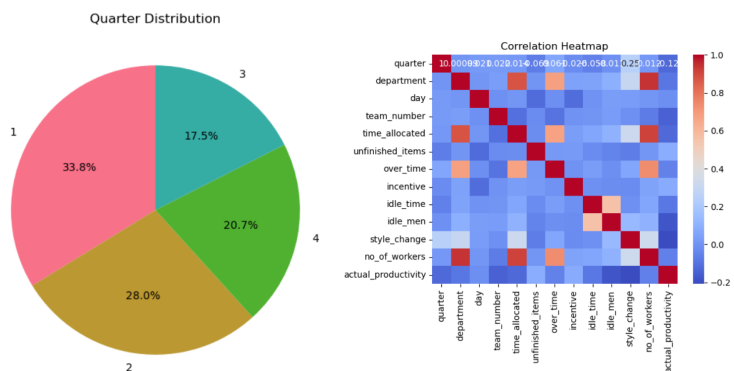 Quarter Distribution
3
1
17.5%
33.8%
20.7%
4
28.0%
2
Correlation Heatmap
quarter
department
day
team_number
time_allocated
unfinished_items
over_time
incentive
idle_time
idle_men
style_change
no_of_workers
actual_productivity
1
0.25
1.0
0.8
0.6
0.4
0.2
0.0
−0.2
quarter
department
day
team_number
time_allocated
unfinished_items
over_time
incentive
idle_time
idle_men
style_change
no_of_workers
actual_productivity